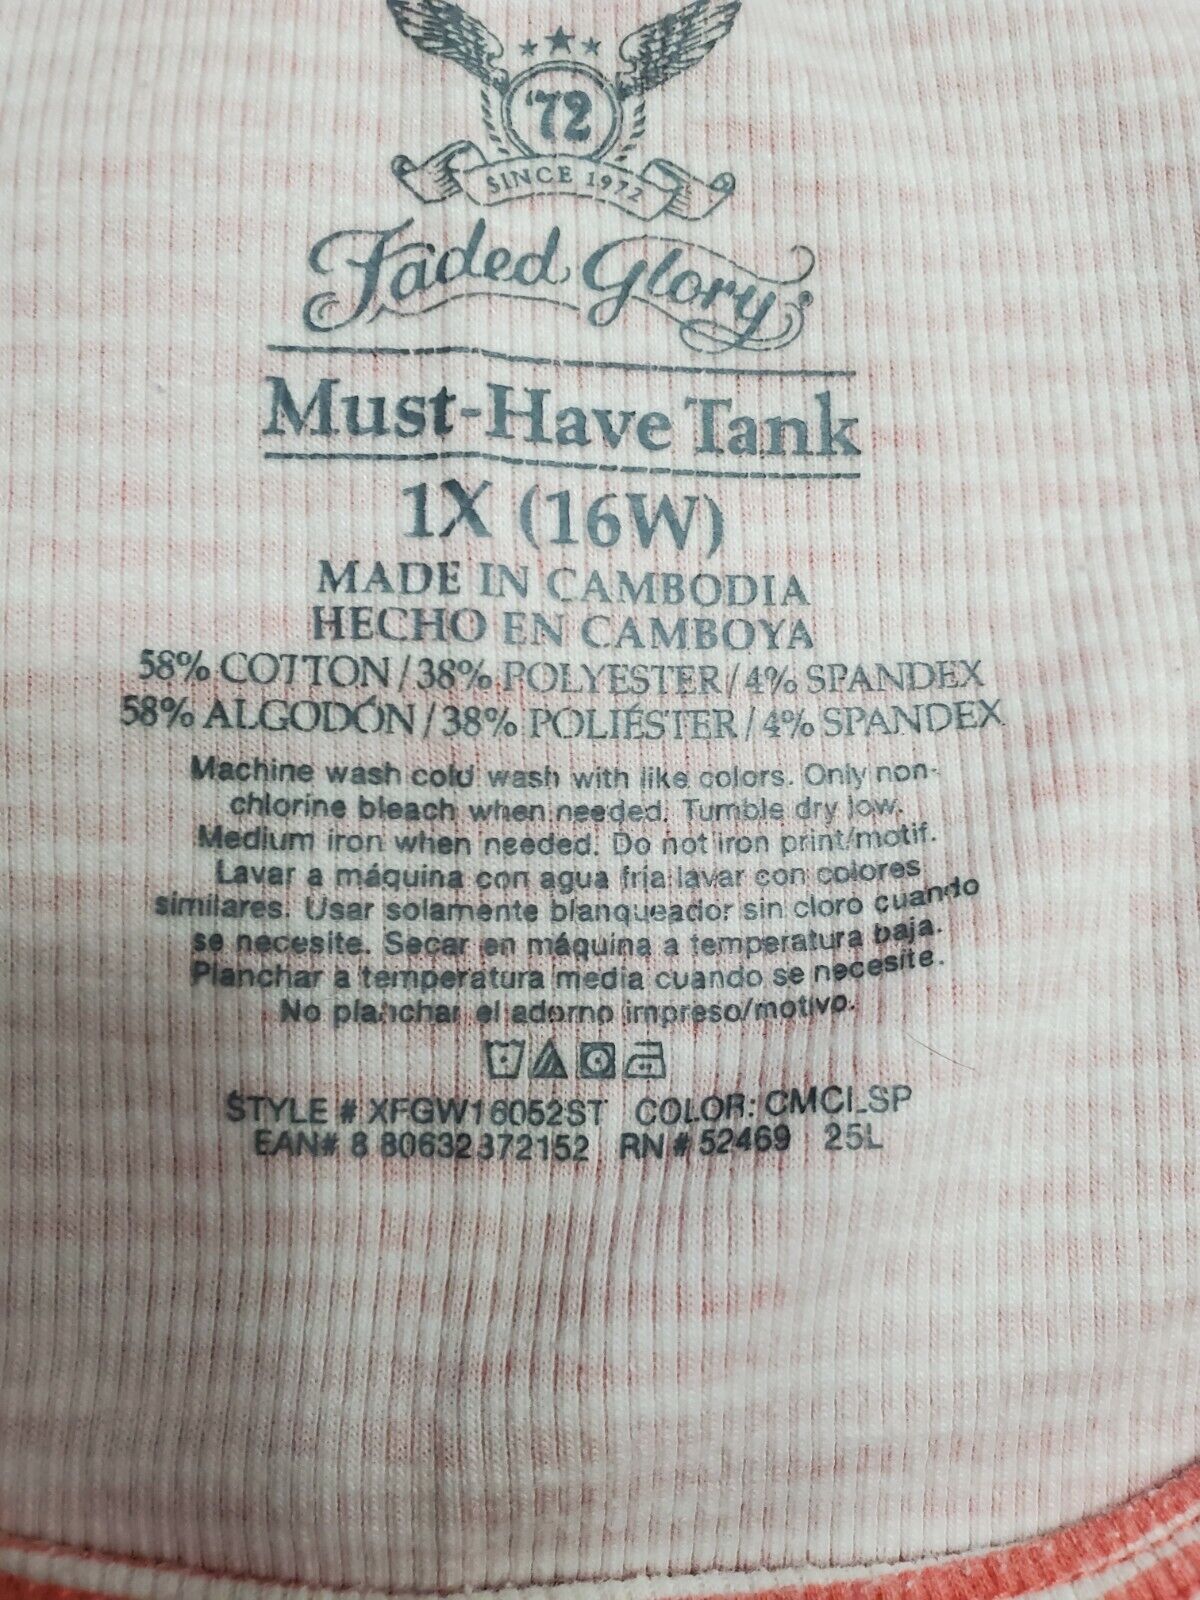 '72
SINCE 1972
Faded Glory
Must-Have Tank
1X (16W)
MADE IN CAMBODIA
HECHO EN CAMBOYA
58% COTTON / 38% POLYESTER / 4% SPANDEX
58% ALGODÓN / 38% POLIÉSTER / 4% SPANDEX
Machine wash cold wash with like colors. Only non-
chlorine bleach when needed. Tumble dry low.
Medium iron when needed. Do not iron print/motif.
Lavar a máquina con agua fria lavar con colores
similares. Usar solamente blanqueador sin cloro cuando
se necesite. Secar en máquina a temperatura baja.
Planchar a temperatura media cuando se necesite.
No planchar el adorno impreso/motivo.
STYLE # XFGW16052ST COLOR: CMCLSP
EAN# 8 80632372152 RN # 52469 25L